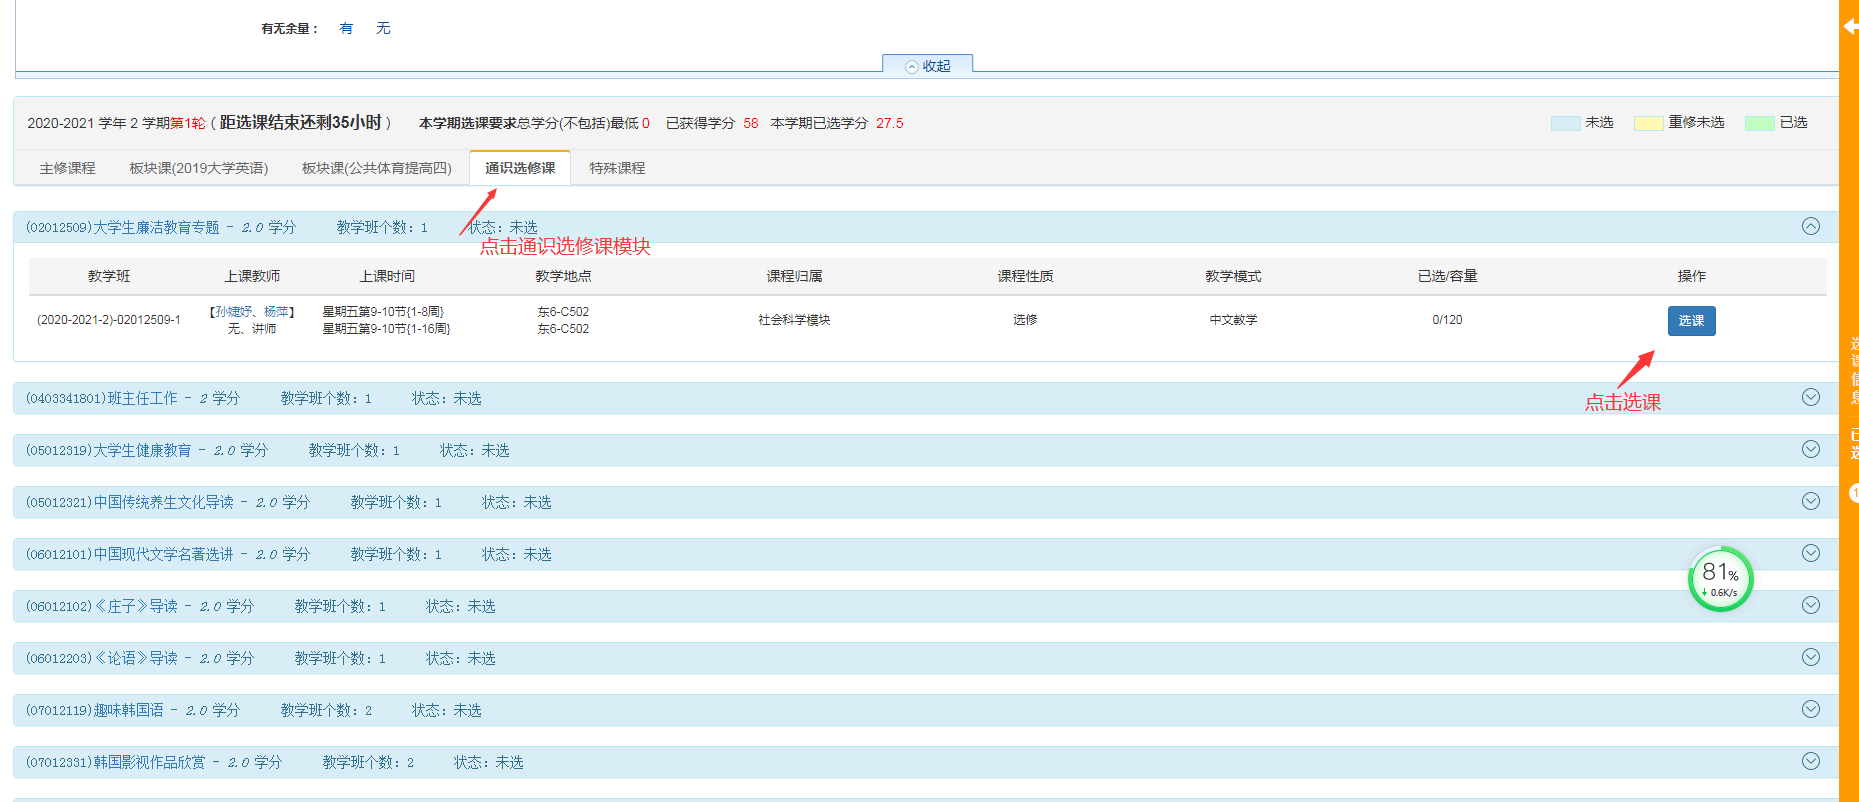 有无余量： 有 无
收起
2020-2021 学年 2 学期第1轮（距选课结束还剩35小时） 本学期选课要求总学分(不包括)最低 0 已获得学分 58 本学期已选学分 27.5 未选 重修未选 已选
主修课程 板块课(2019大学英语) 板块课(公共体育提高四) 通识选修课 特殊课程
(02012509)大学生廉洁教育专题 - 2.0 学分 教学班个数：1 状态：未选
点击通识选修课模块
教学班 上课教师 上课时间 教学地点 课程归属 课程性质 教学模式 已选/容量 操作
(2020-2021-2)-02012509-1 【孙婕妤、杨萍】 星期五第9-10节{1-8周} 东6-C502 社会科学模块 选修 中文教学 0/120 选课
无、讲师 星期五第9-10节{1-16周} 东6-C502
点击选课
(0403341801)班主任工作 - 2 学分 教学班个数：1 状态：未选
(05012319)大学生健康教育 - 2.0 学分 教学班个数：1 状态：未选
(05012321)中国传统养生文化导读 - 2.0 学分 教学班个数：1 状态：未选
(06012101)中国现代文学名著选讲 - 2.0 学分 教学班个数：1 状态：未选
(06012102)《庄子》导读 - 2.0 学分 教学班个数：1 状态：未选
(06012203)《论语》导读 - 2.0 学分 教学班个数：1 状态：未选
(07012119)趣味韩国语 - 2.0 学分 教学班个数：2 状态：未选
(07012331)韩国影视作品欣赏 - 2.0 学分 教学班个数：2 状态：未选
81%
0.6K/s
选课信息
已选
1